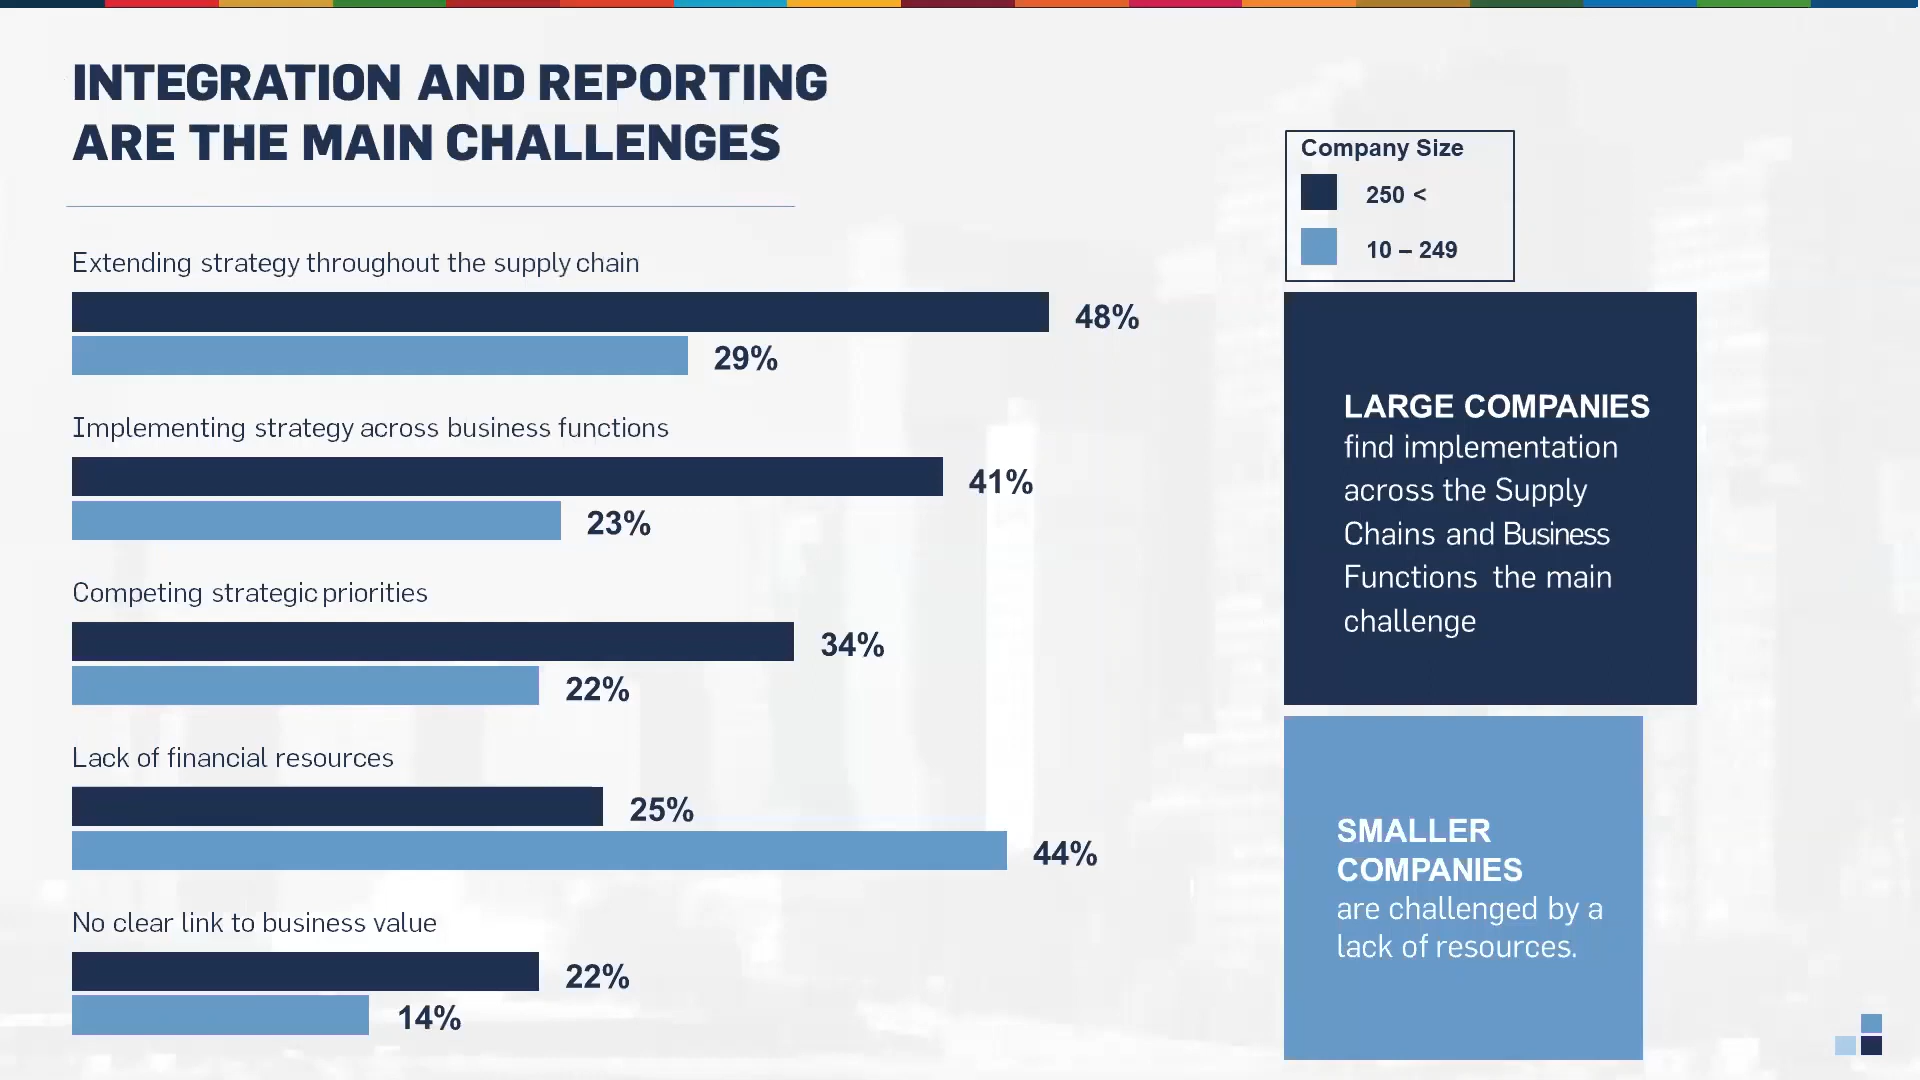 INTEGRATION AND REPORTING
ARE THE MAIN CHALLENGES
Extending strategy throughout the supply chain
48%
29%
Implementing strategy across business functions
41%
23%
Competing strategic priorities
34%
22%
Lack of financial resources
25%
44%
No clear link to business value
22%
14%
Company Size
250 <
10 – 249
LARGE COMPANIES
find implementation
across the Supply
Chains and Business
Functions the main
challenge
SMALLER
COMPANIES
are challenged by a
lack of resources.